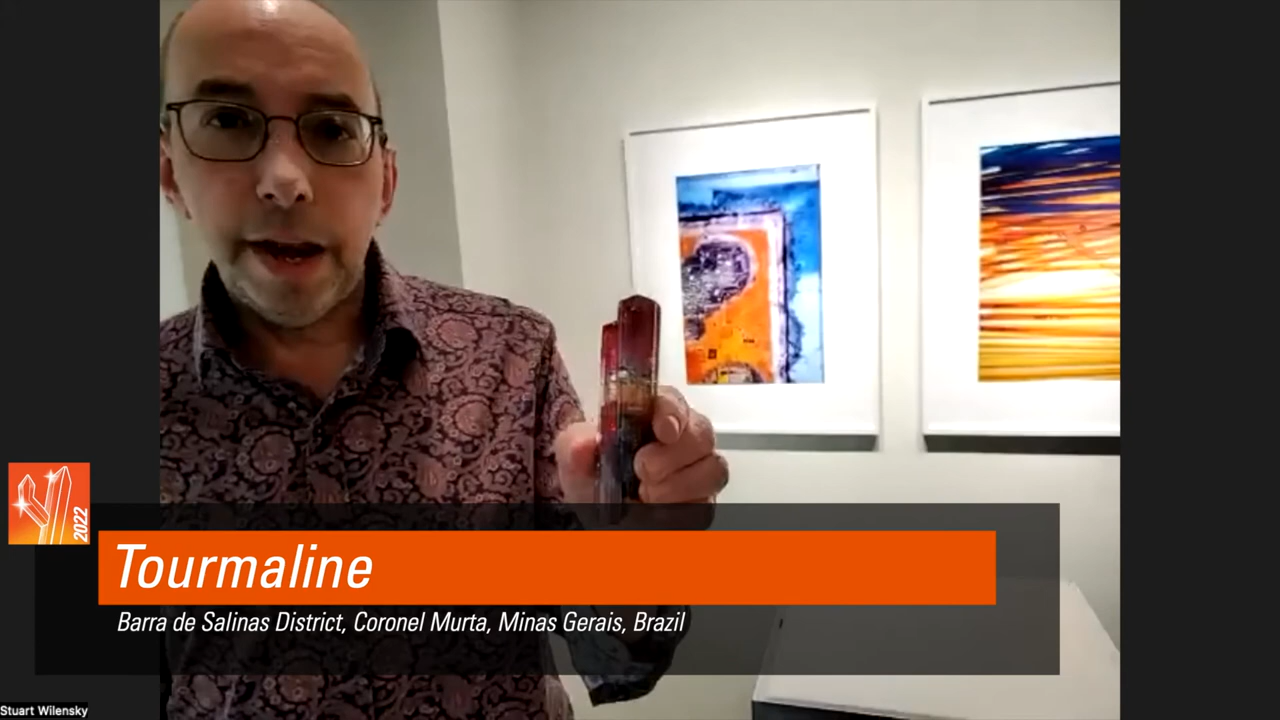 2022
Tourmaline
Barra de Salinas District, Coronel Murta, Minas Gerais, Brazil
Stuart Wilensky